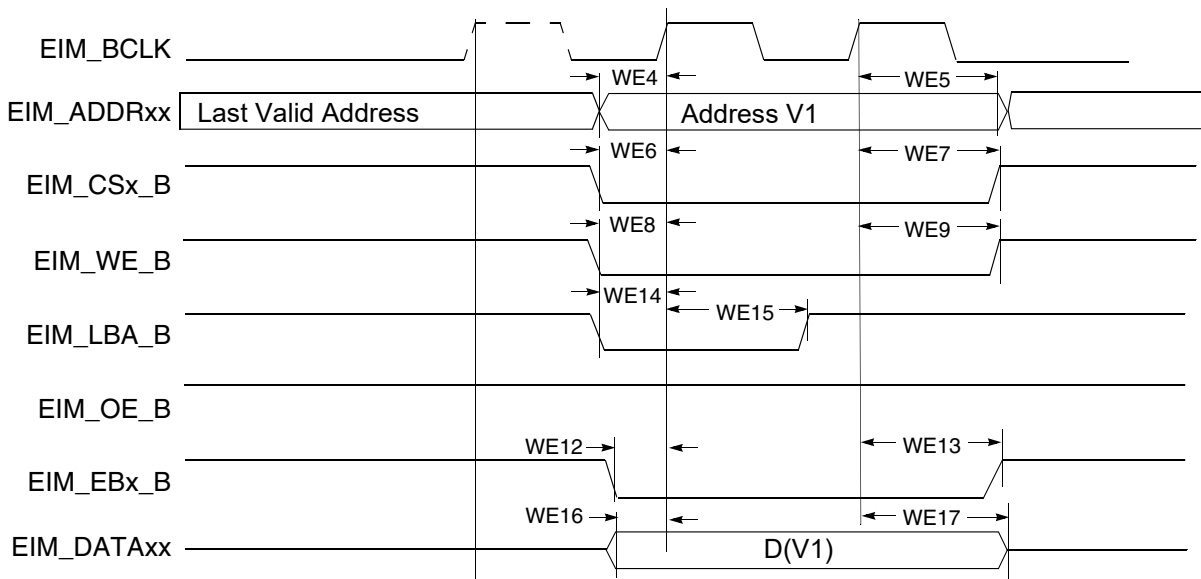 EIM_BCLK
WE4
WE5
EIM_ADDRxx
Last Valid Address
Address V1
WE6
WE7
EIM_CSx_B
WE8
WE9
EIM_WE_B
WE14
WE15
EIM_LBA_B
EIM_OE_B
WE12
WE13
EIM_EBx_B
WE16
WE17
EIM_DATAxx
D(V1)